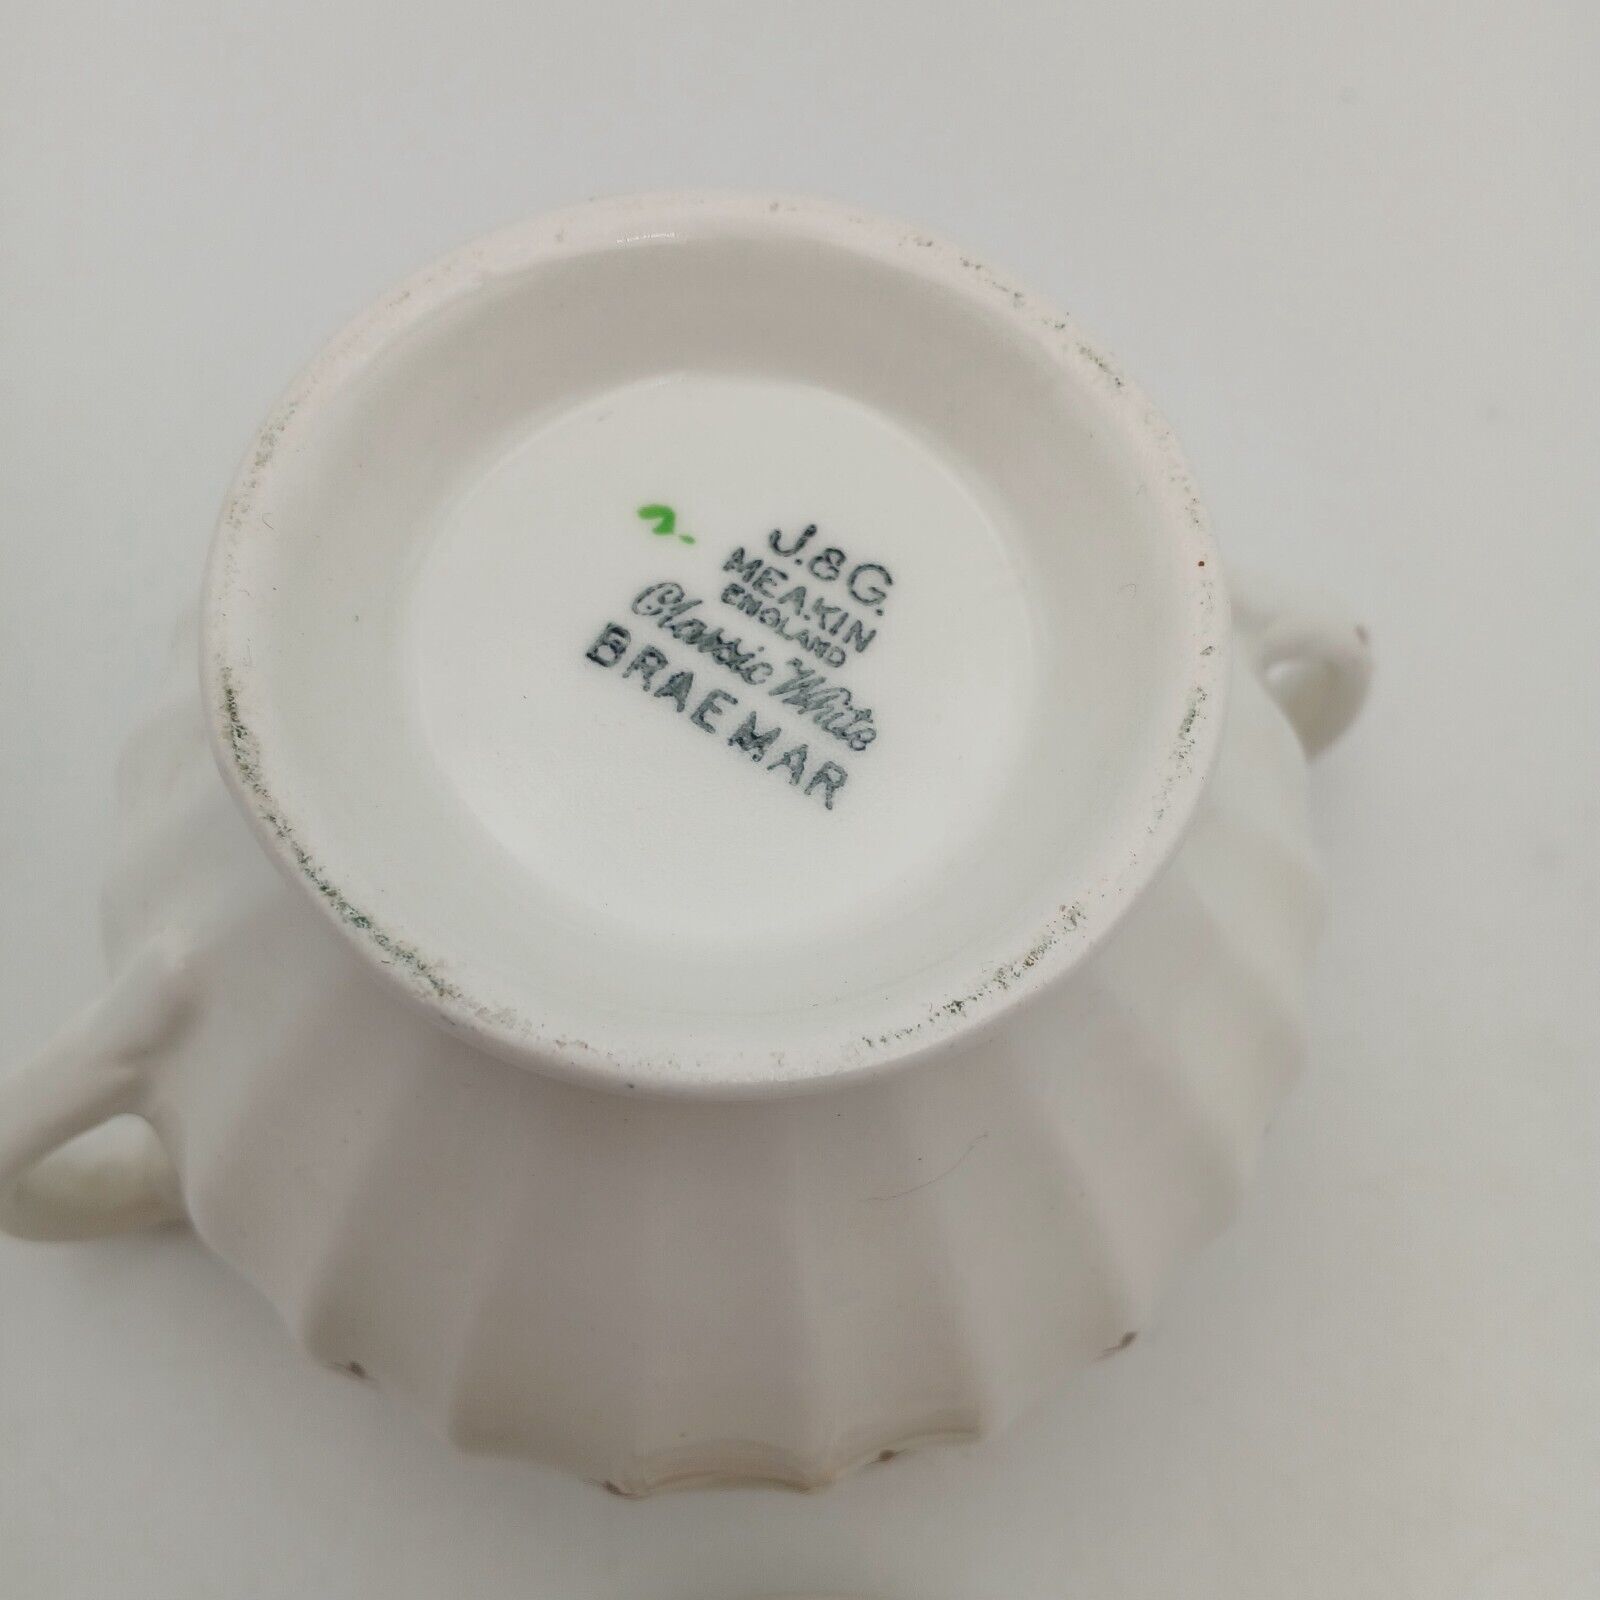 J.&G.
MEAKIN
ENGLAND
Classic White
BRAEMAR